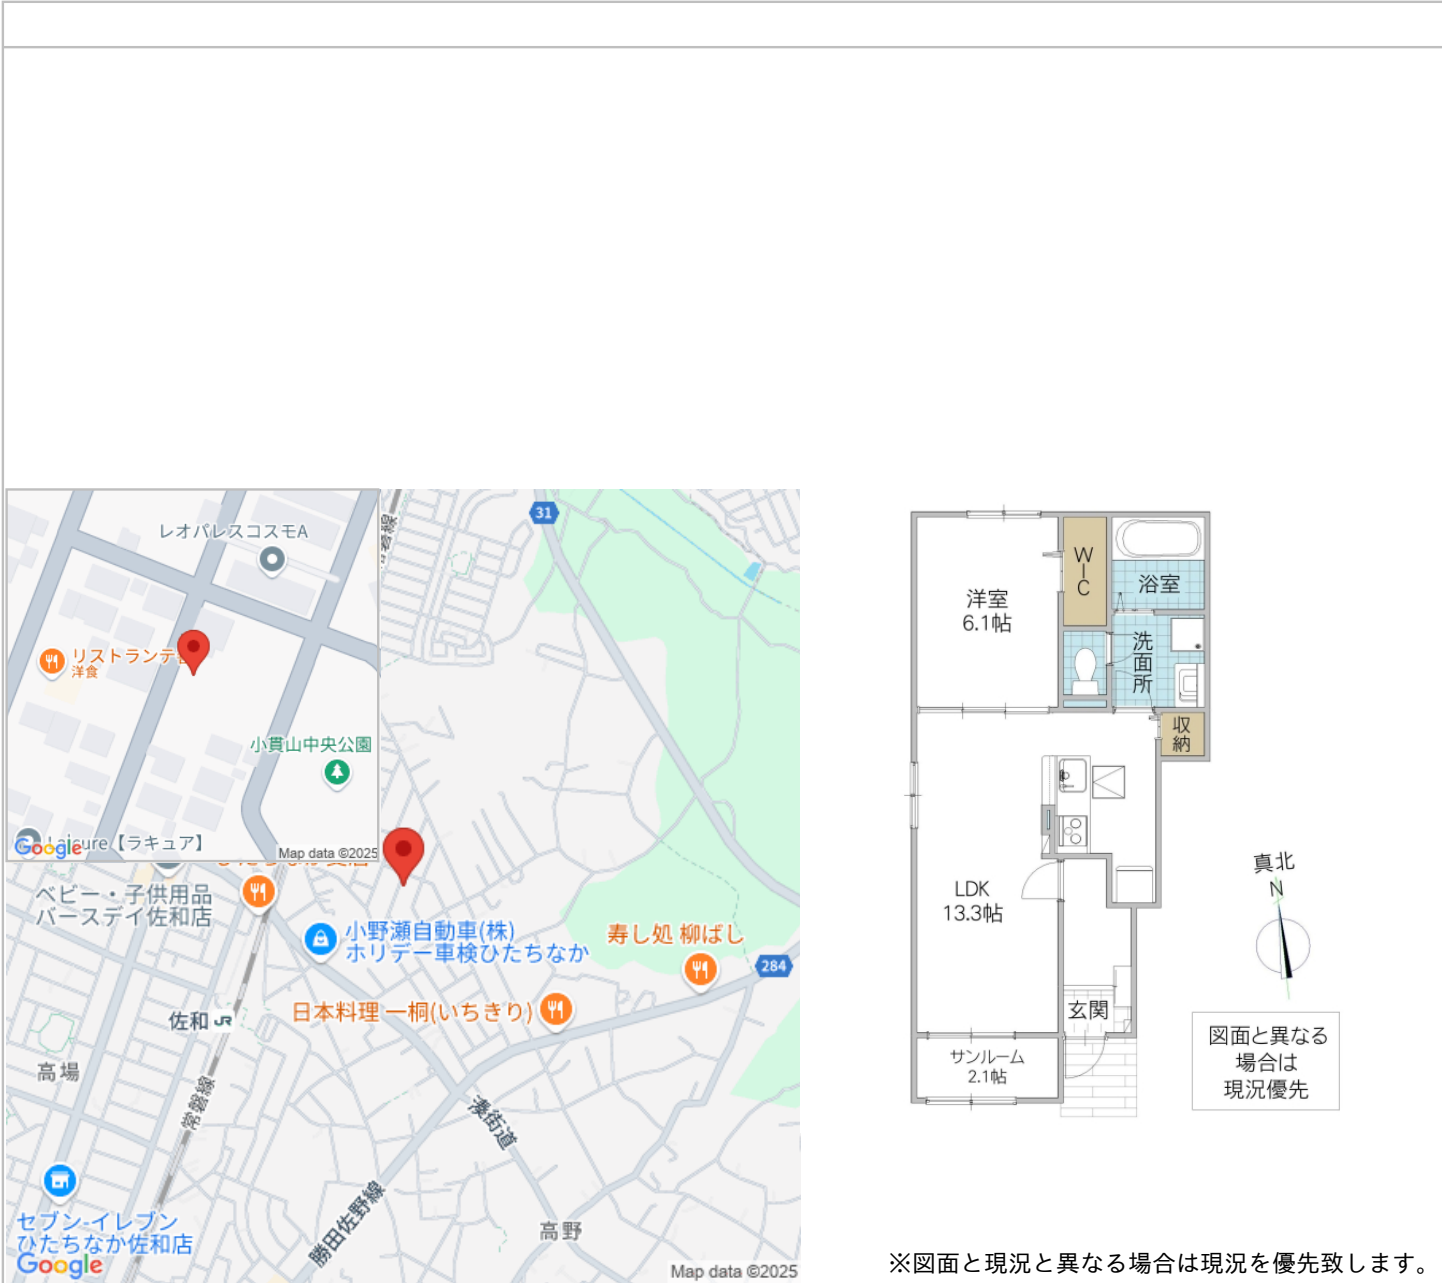 レオパレスコスモA
リストランテ
洋食
小貫山中央公園
【ラキュア】
Google
Map data ©2025
31
ベビー・子供用品
バースデイ佐和店
小野瀬自動車(株)
ホリデー車検ひたちなか
寿し処 柳ばし
284
日本料理 一桐(いちきり)
佐和 JR
高場
常磐線
湊街道
セブン-イレブン
ひたちなか佐和店
勝田佐野線
高野
Google
Map data ©2025
洋室
6.1帖
WIC
浴室
洗面所
収納
LDK
13.3帖
玄関
サンルーム
2.1帖
真北
N
図面と異なる
場合は
現況優先
※図面と現況と異なる場合は現況を優先致します。